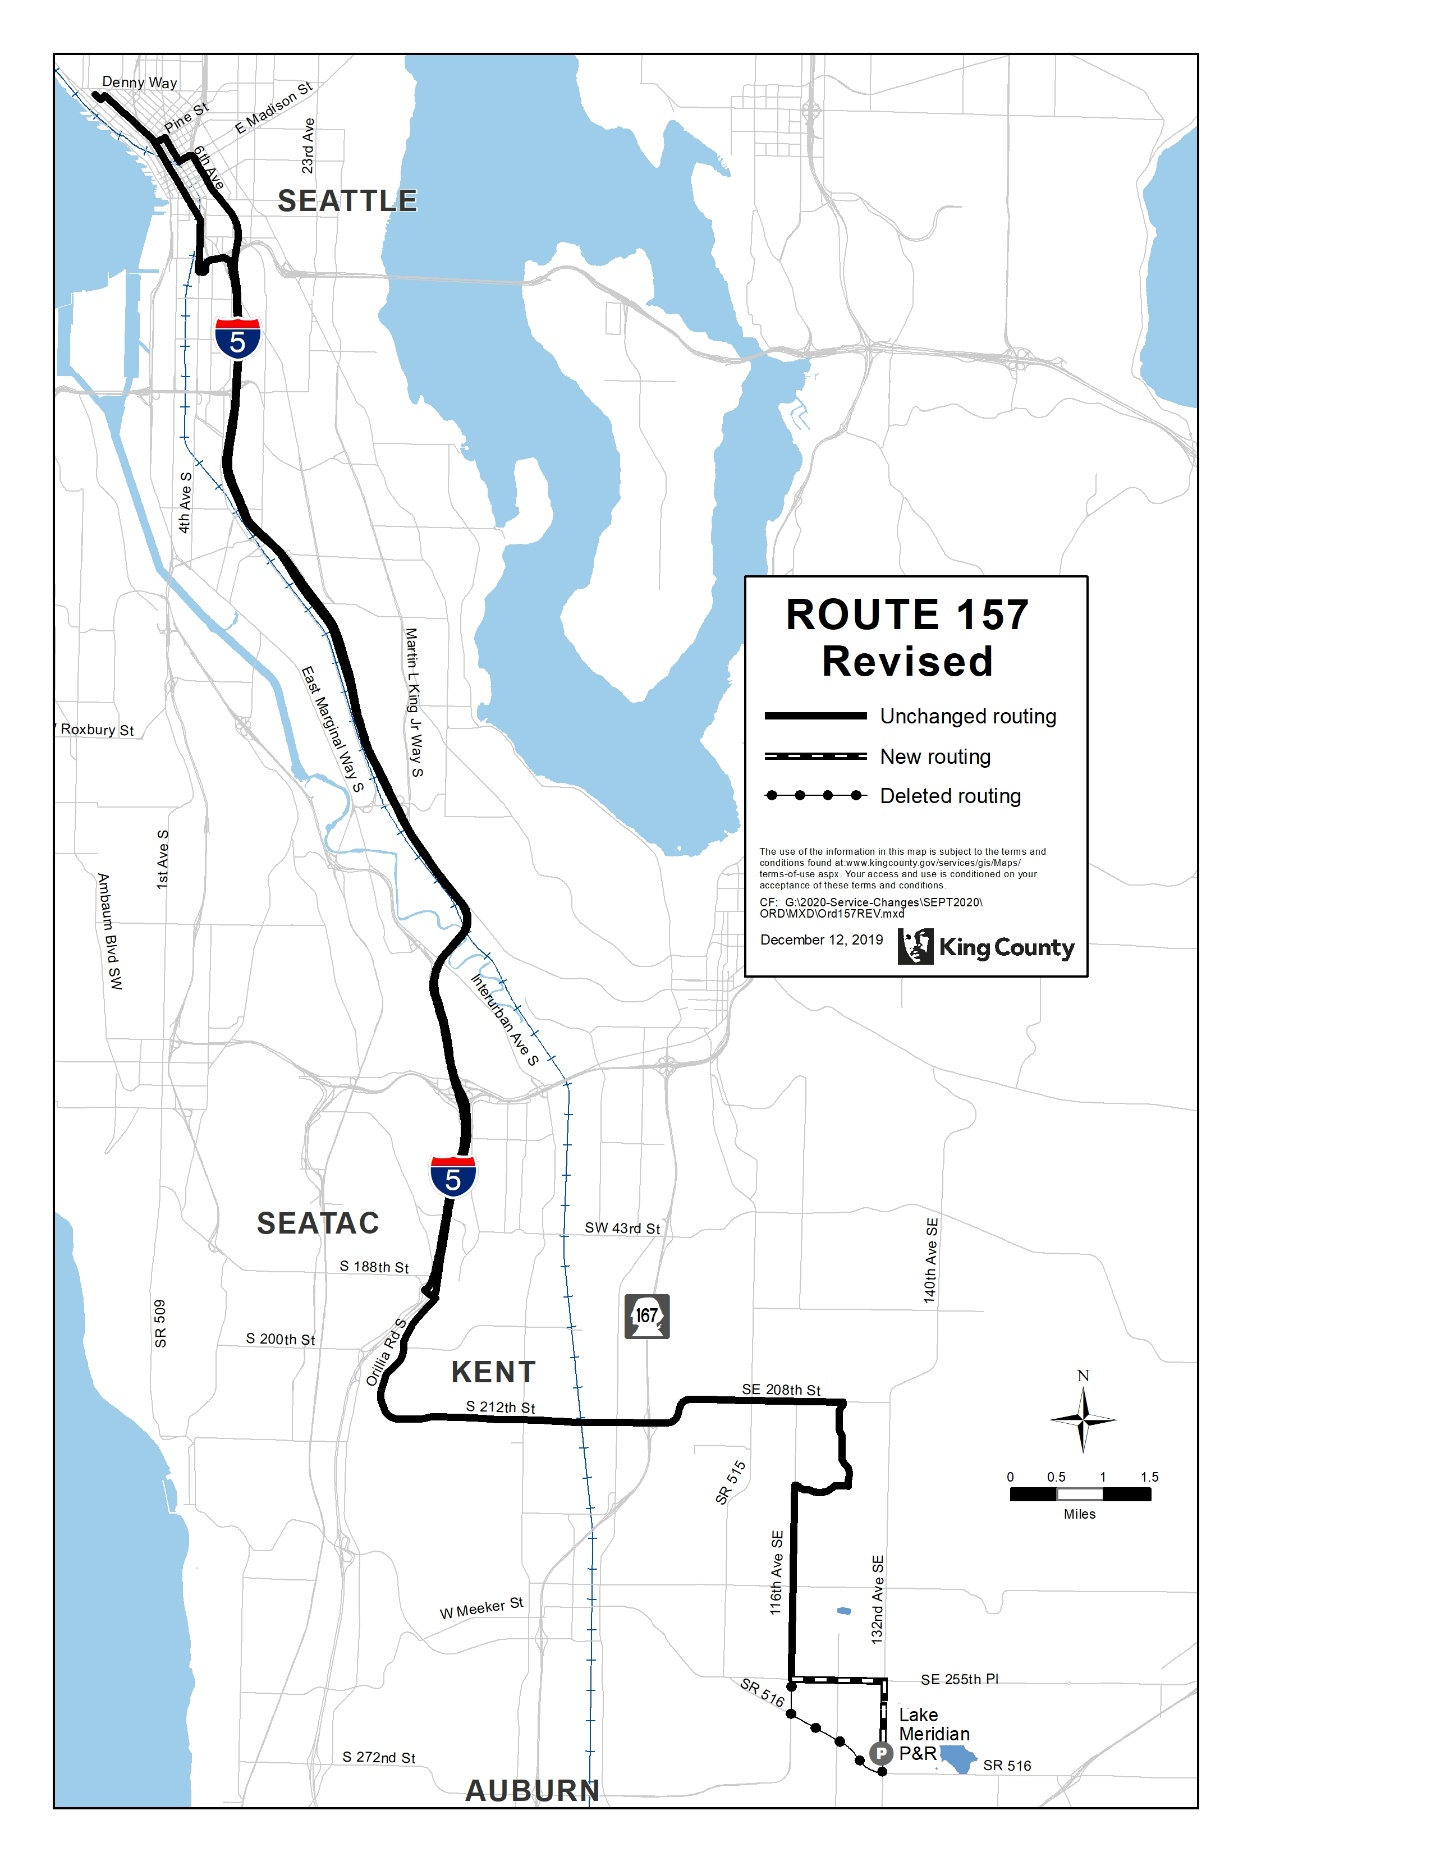 Denny Way
Pine St
E Madison St
6th Ave
23rd Ave
SEATTLE
5
4th Ave S
ROUTE 157
Revised
Unchanged routing
New routing
Deleted routing
The use of the information in this map is subject to the terms and
conditions found at:www.kingcounty.gov/services/gis/Maps/
terms-of-use.aspx. Your access and use is conditioned on your
acceptance of these terms and conditions.
CF: G:\2020-Service-Changes\SEPT2020\
ORD\MXD\Ord157REV.mxd
December 12, 2019
King County
Martin L King Jr Way S
East Marginal Way S
Roxbury St
1st Ave S
Ambaum Blvd SW
Interurban Ave S
5
SEATAC
SW 43rd St
140th Ave SE
S 188th St
SR 509
S 200th St
Orillia Rd S
167
KENT
SE 208th St
S 212th St
N
SR 515
0 0.5 1 1.5
Miles
116th Ave SE
132nd Ave SE
W Meeker St
SE 255th Pl
SR 516
Lake
Meridian
P&R
P
S 272nd St
SR 516
AUBURN